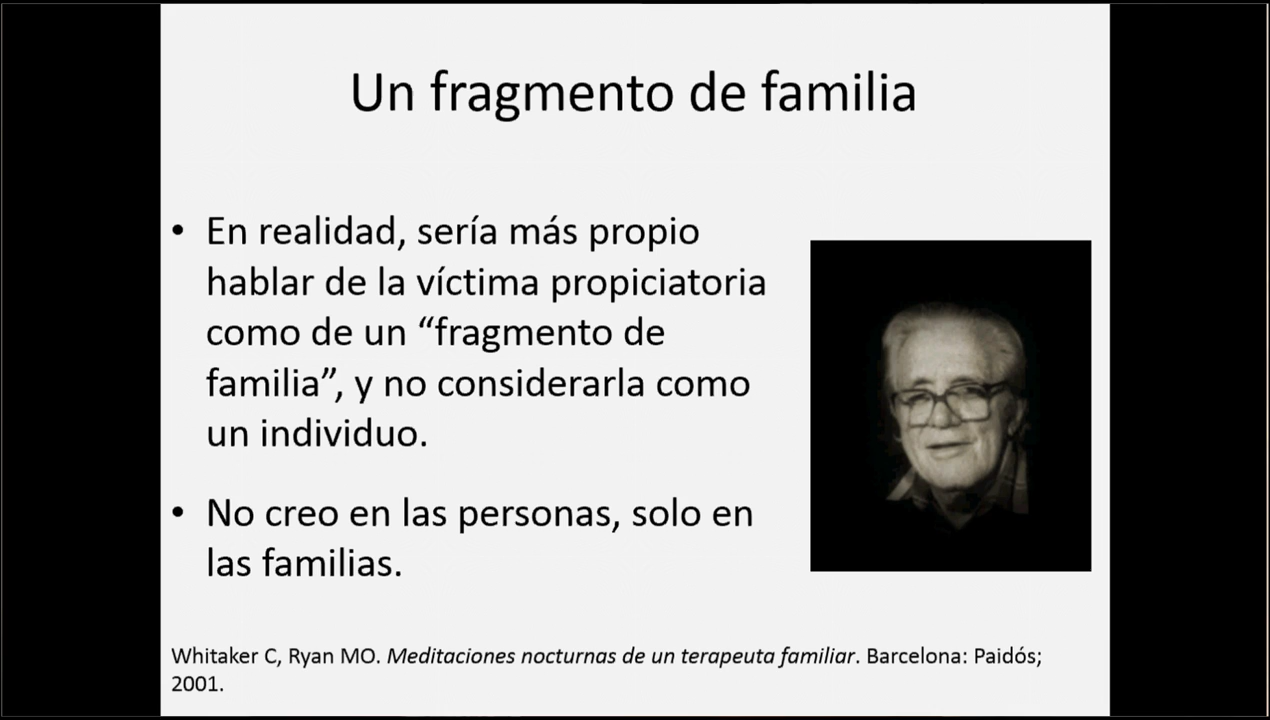 Un fragmento de familia
• En realidad, sería más propio
hablar de la víctima propiciatoria
como de un “fragmento de
familia”, y no considerarla como
un individuo.
• No creo en las personas, solo en
las familias.
Whitaker C, Ryan MO. Meditaciones nocturnas de un terapeuta familiar. Barcelona: Paidós;
2001.